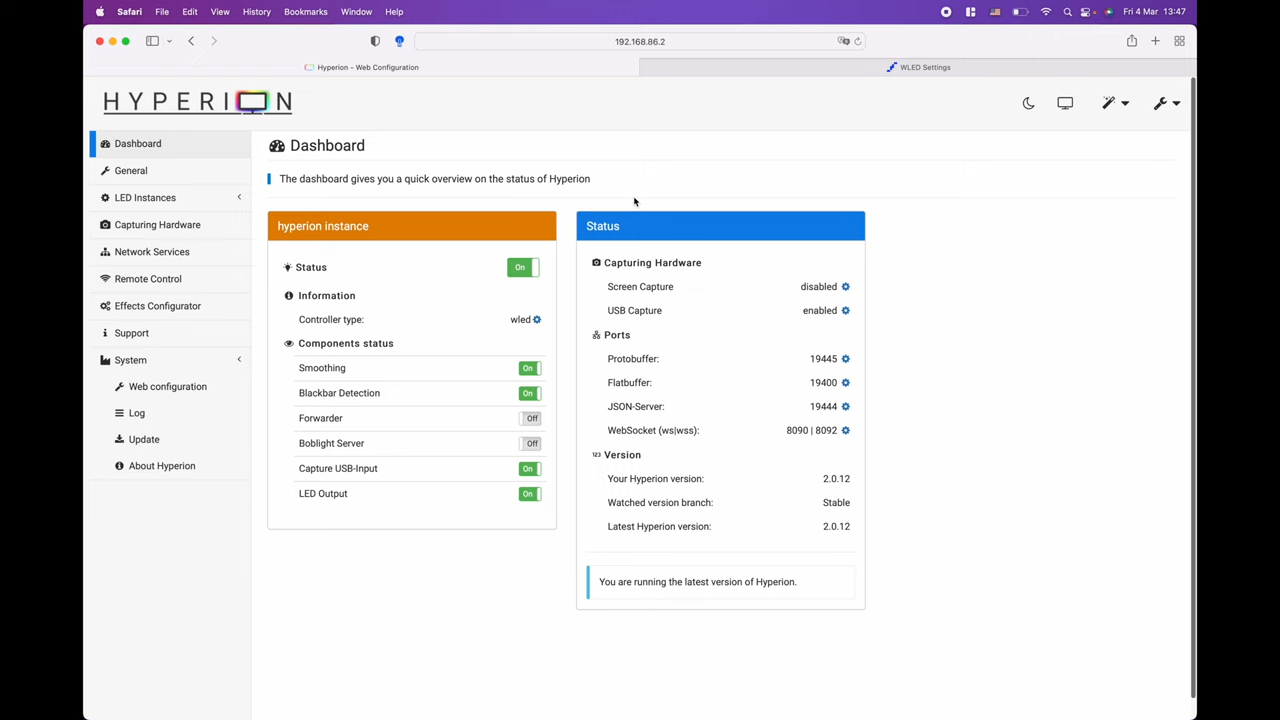 Safari File Edit View History Bookmarks Window Help Fri 4 Mar 13:47
192.168.86.2
Hyperion – Web Configuration WLED Settings
HYPERION
Dashboard
General
LED Instances
Capturing Hardware
Network Services
Remote Control
Effects Configurator
Support
System
Web configuration
Log
Update
About Hyperion
Dashboard
The dashboard gives you a quick overview on the status of Hyperion
hyperion instance
Status On
Information
Controller type: wled
Components status
Smoothing On
Blackbar Detection On
Forwarder Off
Boblight Server Off
Capture USB-Input On
LED Output On
Status
Capturing Hardware
Screen Capture disabled
USB Capture enabled
Ports
Protobuffer: 19445
Flatbuffer: 19400
JSON-Server: 19444
WebSocket (ws|wss): 8090 | 8092
123 Version
Your Hyperion version: 2.0.12
Watched version branch: Stable
Latest Hyperion version: 2.0.12
You are running the latest version of Hyperion.